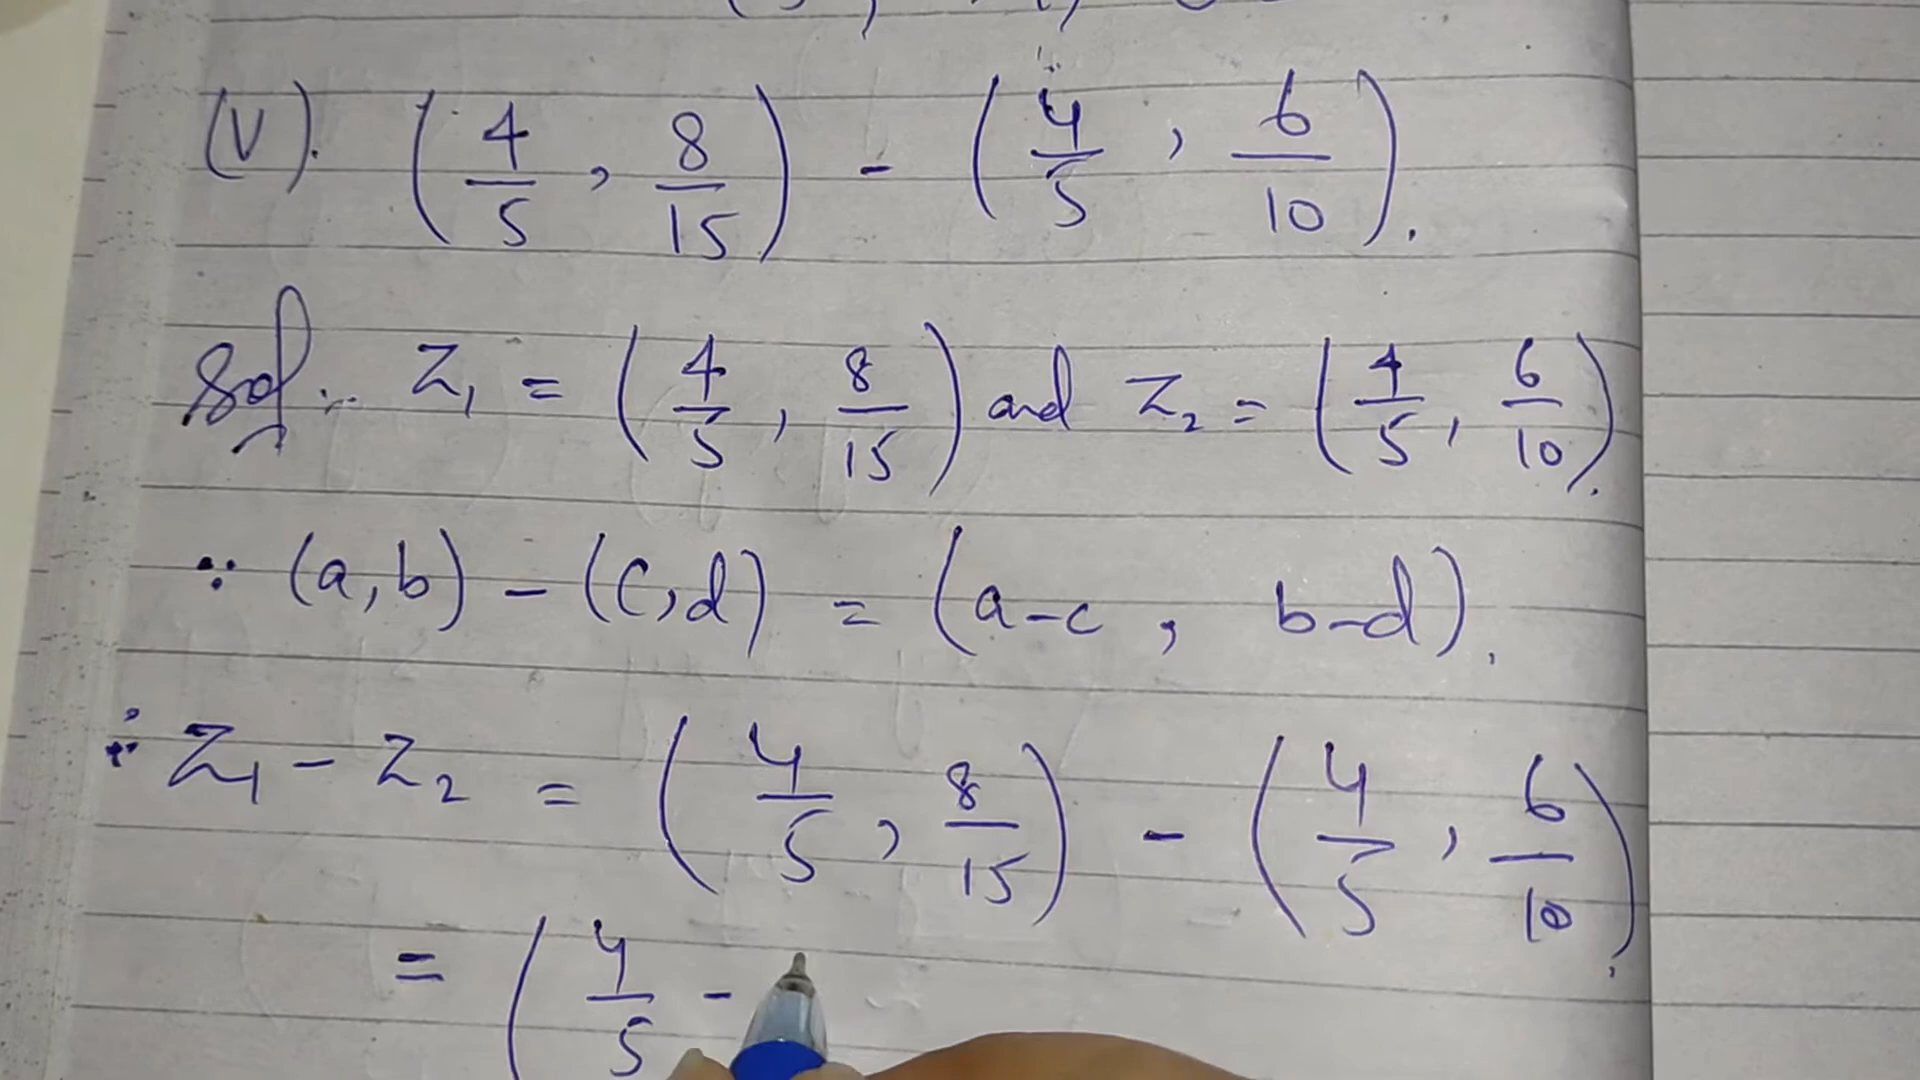 (V). (4/5 , 8/15) - (4/5 , 6/10).
Sol:- Z₁ = (4/5 , 8/15) and Z₂ = (4/5 , 6/10).
∵ (a,b) - (c,d) = (a-c , b-d).
∴ Z₁ - Z₂ = (4/5 , 8/15) - (4/5 , 6/10).
= (4/5 -